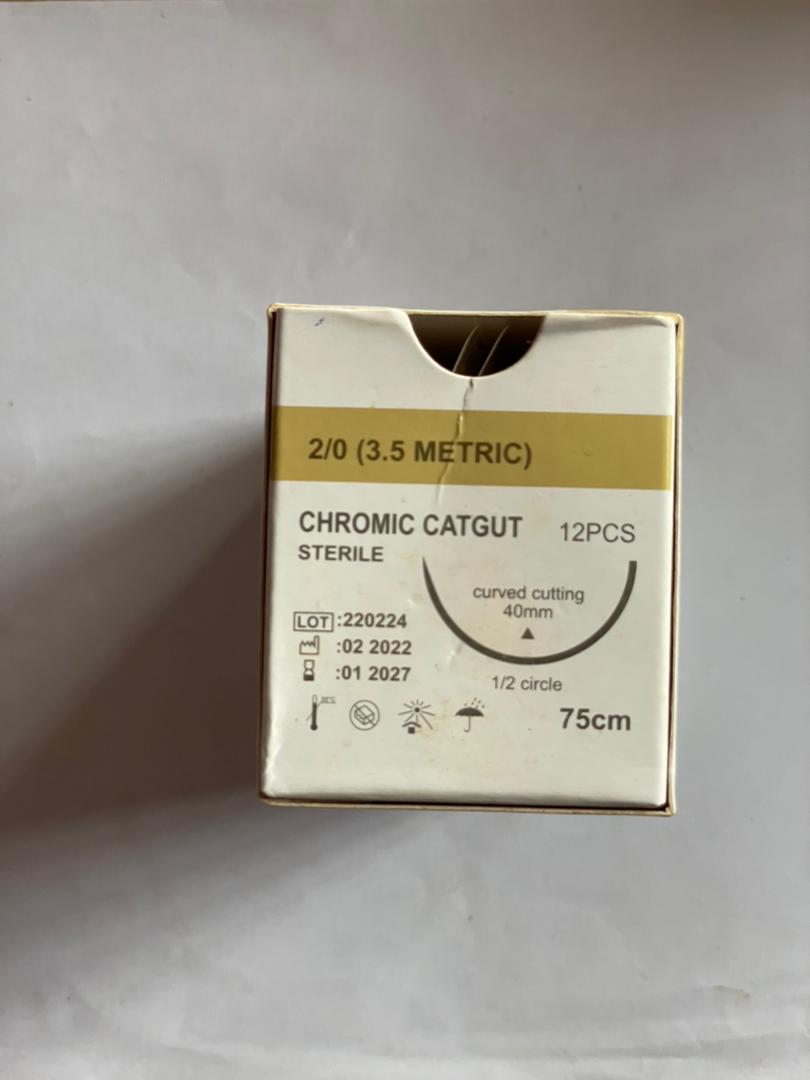 2/0 (3.5 METRIC)
CHROMIC CATGUT 12PCS
STERILE
curved cutting
40mm
LOT :220224
:02 2022
:01 2027
1/2 circle
75cm